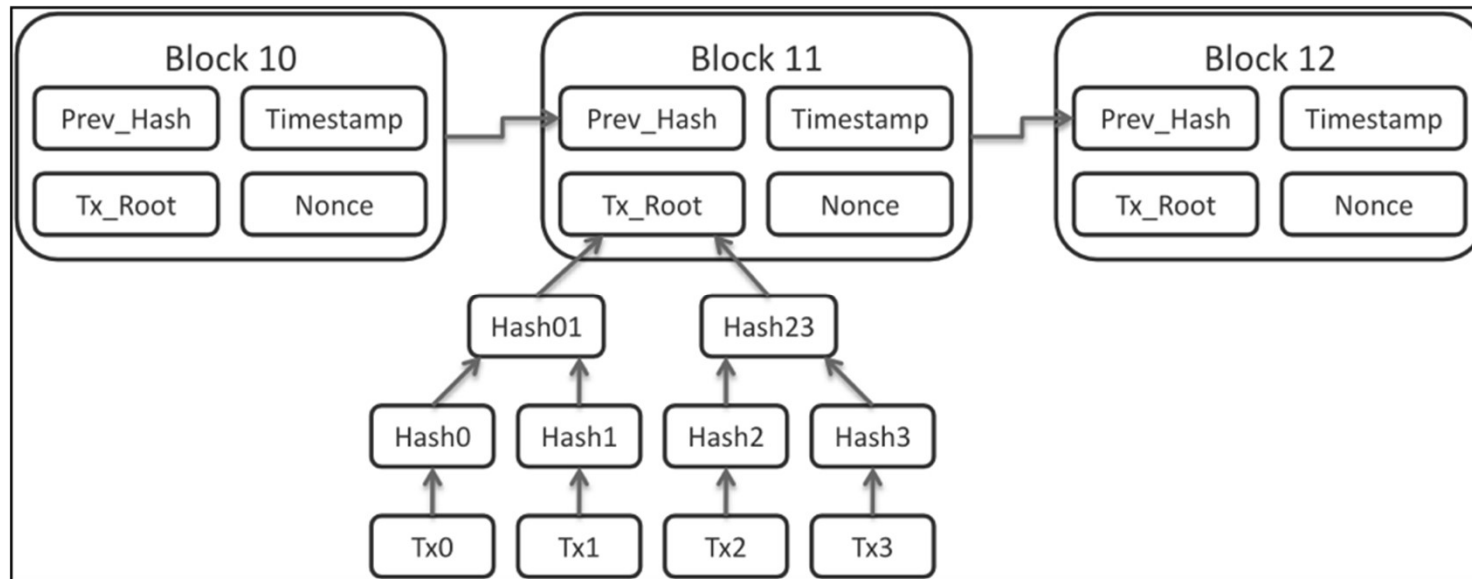 Block 10 Block 11 Block 12
Prev_Hash Timestamp Prev_Hash Timestamp Prev_Hash Timestamp
Tx_Root Nonce Tx_Root Nonce Tx_Root Nonce
Hash01 Hash23
Hash0 Hash1 Hash2 Hash3
Tx0 Tx1 Tx2 Tx3